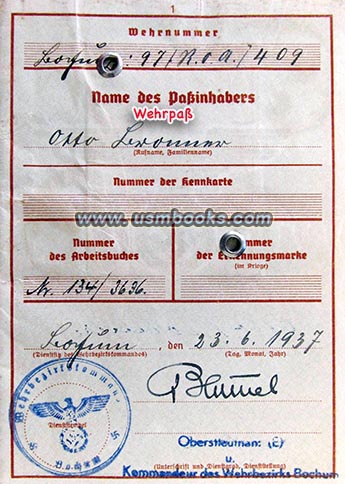 1
Wehrnummer
Bochum: 97/R.o.a/409
Name des Paßinhabers
Wehrpaß
Otto
(Rufname, Familienname)
Nummer der Kennkarte
www.usmbooks.com
Nummer des Arbeitsbuches
Nummer der Erkennungsmarke
(im Kriege)
Nr. 134/3636.
Bochum, den 23. 6. 1937
(Dienstsitz des Wehrbezirkskommandos) (Tag, Monat, Jahr)
Wehrbezirkskommando
Dienststempel
Oberstleutnant (E)
u.
Kommandeur des Wehrbezirks Bochum
(Unterschrift und Dienstgrad, Dienststellung)